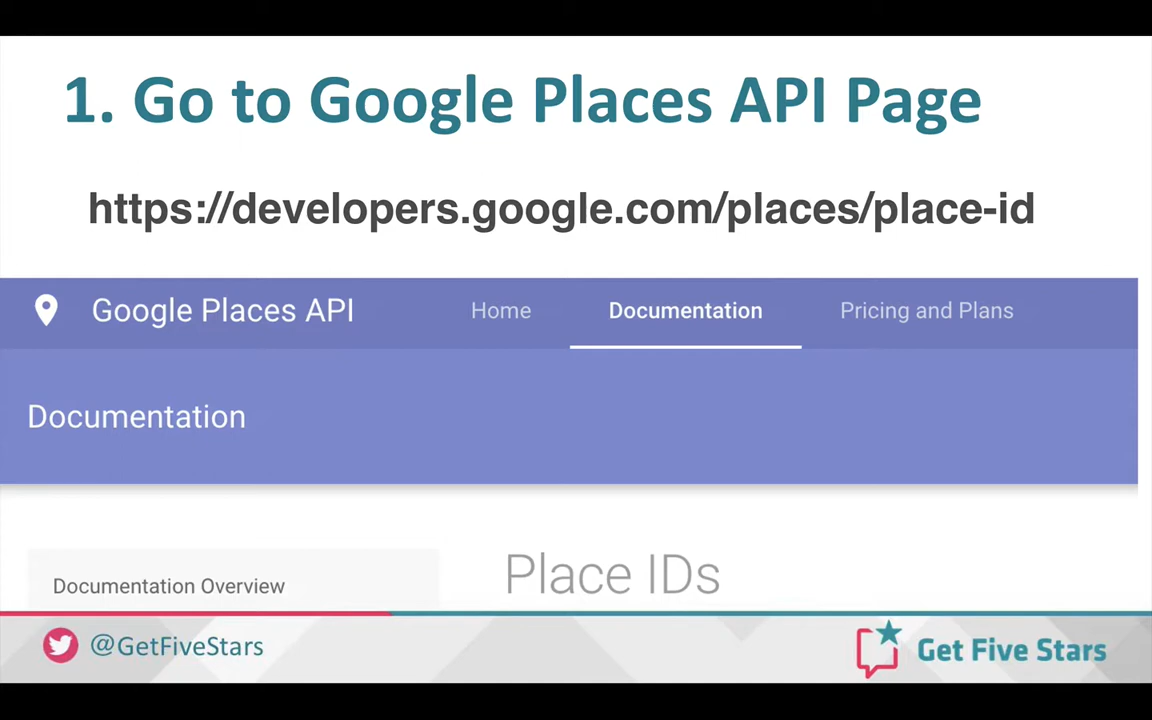 1. Go to Google Places API Page
https://developers.google.com/places/place-id
Google Places API Home Documentation Pricing and Plans
Documentation
Documentation Overview
Place IDs
@GetFiveStars
Get Five Stars